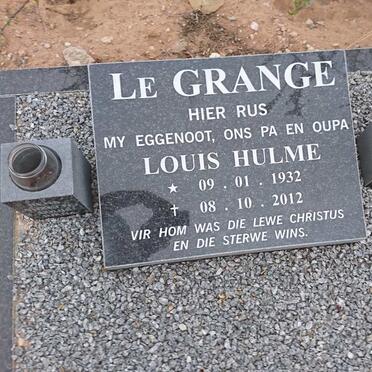 LE GRANGE
HIER RUS
MY EGGENOOT, ONS PA EN OUPA
LOUIS HULME
★ 09 . 01 . 1932
✝ 08 . 10 . 2012
VIR HOM WAS DIE LEWE CHRISTUS
EN DIE STERWE WINS.